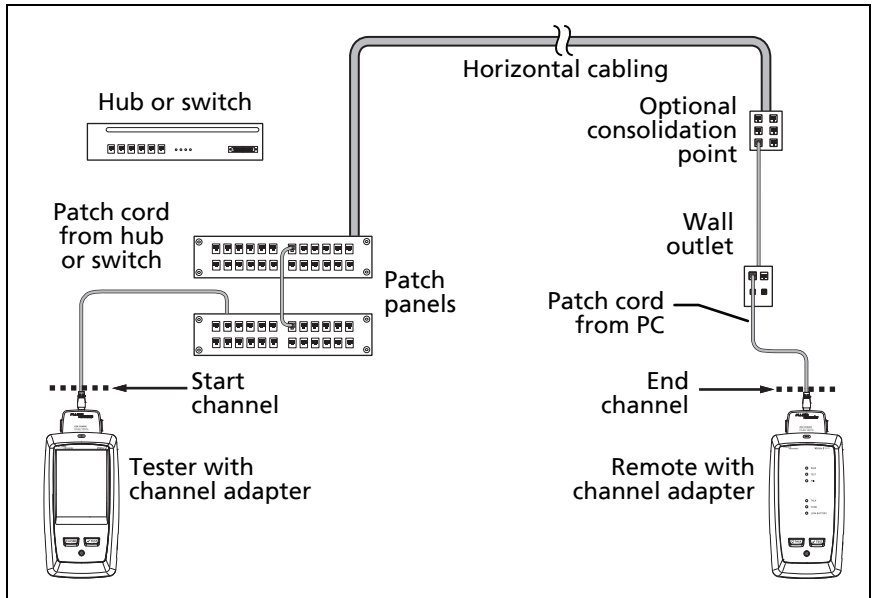 Horizontal cabling
Hub or switch
Optional
consolidation
point
Patch cord
from hub
or switch
Wall
outlet
Patch
panels
Patch cord
from PC
Start
channel
End
channel
Tester with
channel adapter
Remote with
channel adapter